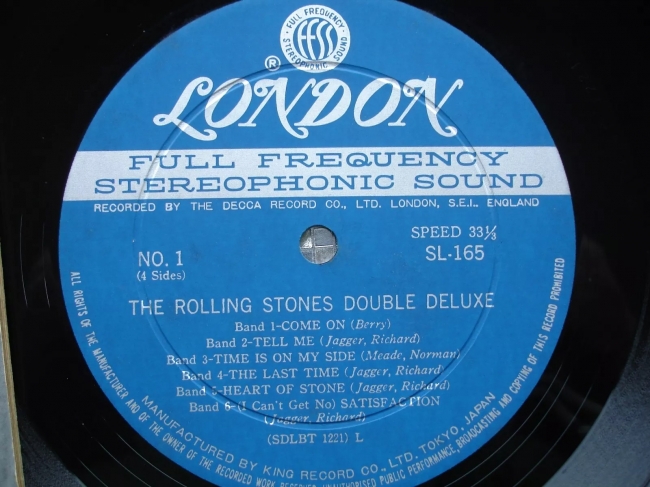 FULL FREQUENCY
ffss
STEREOPHONIC SOUND
®
LONDON
FULL FREQUENCY
STEREOPHONIC SOUND
RECORDED BY THE DECCA RECORD CO., LTD. LONDON, S.E.I., ENGLAND
SPEED 33⅓
NO. 1
SL-165
(4 Sides)
THE ROLLING STONES DOUBLE DELUXE
Band 1-COME ON (Berry)
Band 2-TELL ME (Jagger, Richard)
Band 3-TIME IS ON MY SIDE (Meade, Norman)
Band 4-THE LAST TIME (Jagger, Richard)
Band 5-HEART OF STONE (Jagger, Richard)
Band 6-(I Can't Get No) SATISFACTION
(Jagger, Richard)
(SDLBT 1221) L
MANUFACTURED BY KING RECORD CO., LTD. TOKYO, JAPAN
ALL RIGHTS OF THE MANUFACTURER AND OF THE OWNER OF THE RECORDED WORK RESERVED. UNAUTHORISED PUBLIC PERFORMANCE, BROADCASTING AND COPYING OF THIS RECORD PROHIBITED